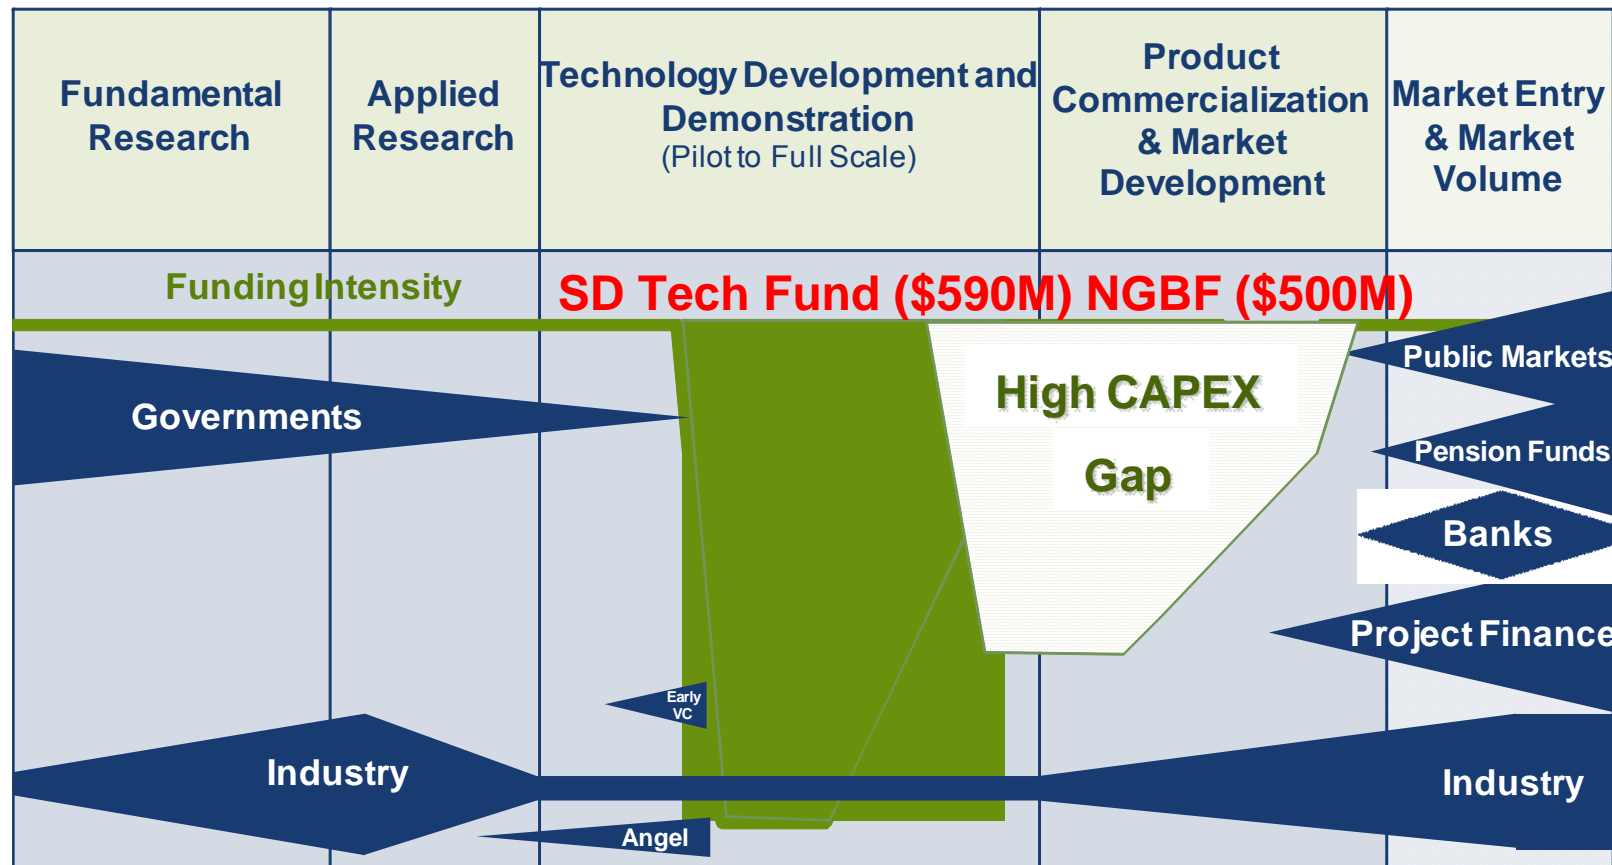 Fundamental
Research
Applied
Research
Technology Development and
Demonstration
(Pilot to Full Scale)
Product
Commercialization
& Market
Development
Market Entry
& Market
Volume
Funding Intensity
SD Tech Fund ($590M) NGBF ($500M)
High CAPEX
Gap
Governments
Public Markets
Pension Funds
Banks
Project Finance
Early
VC
Industry
Industry
Angel